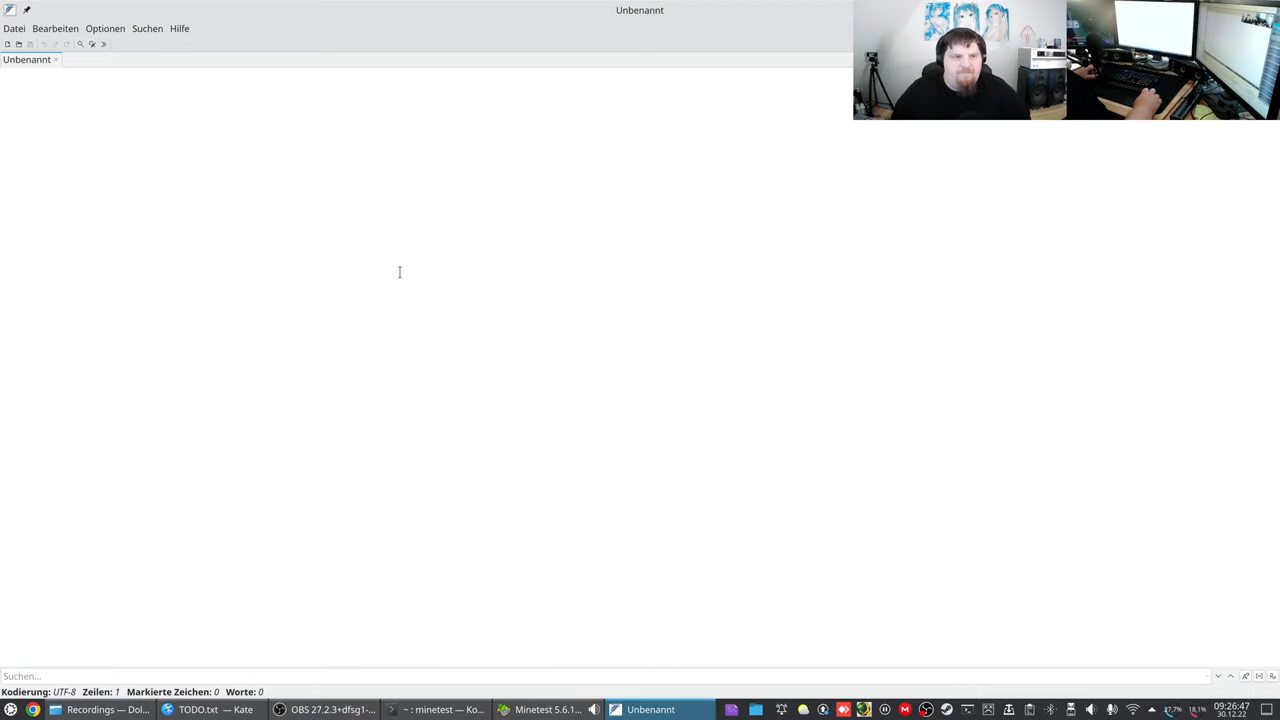 Unbenannt
Datei Bearbeiten Optionen Suchen Hilfe
Unbenannt
Suchen...
Kodierung: UTF-8 Zeilen: 1 Markierte Zeichen: 0 Worte: 0
Recordings — Dol... TODO.txt — Kate OBS 27.2.3+dfsg1-... ~ : minetest — Ko... Minetest 5.6.1... Unbenannt 18,1% 09:26:47
30.12.22